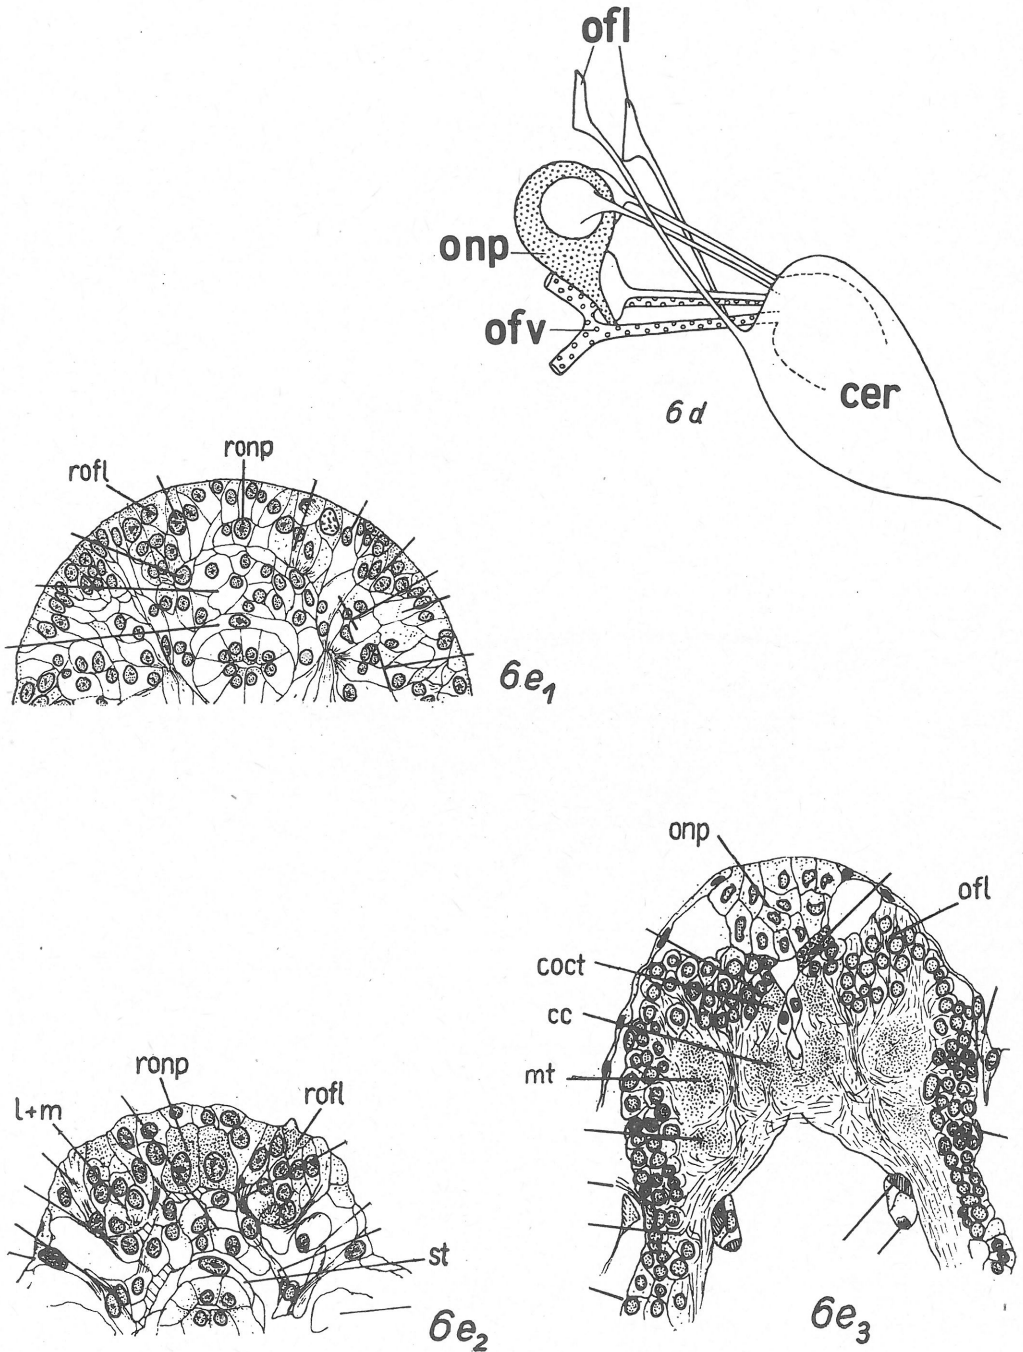 ofl
onp
ofv
cer
6d
ronp
rofl
6e1
onp
ofl
coct
cc
mt
ronp
rofl
l+m
st
6e2
6e3